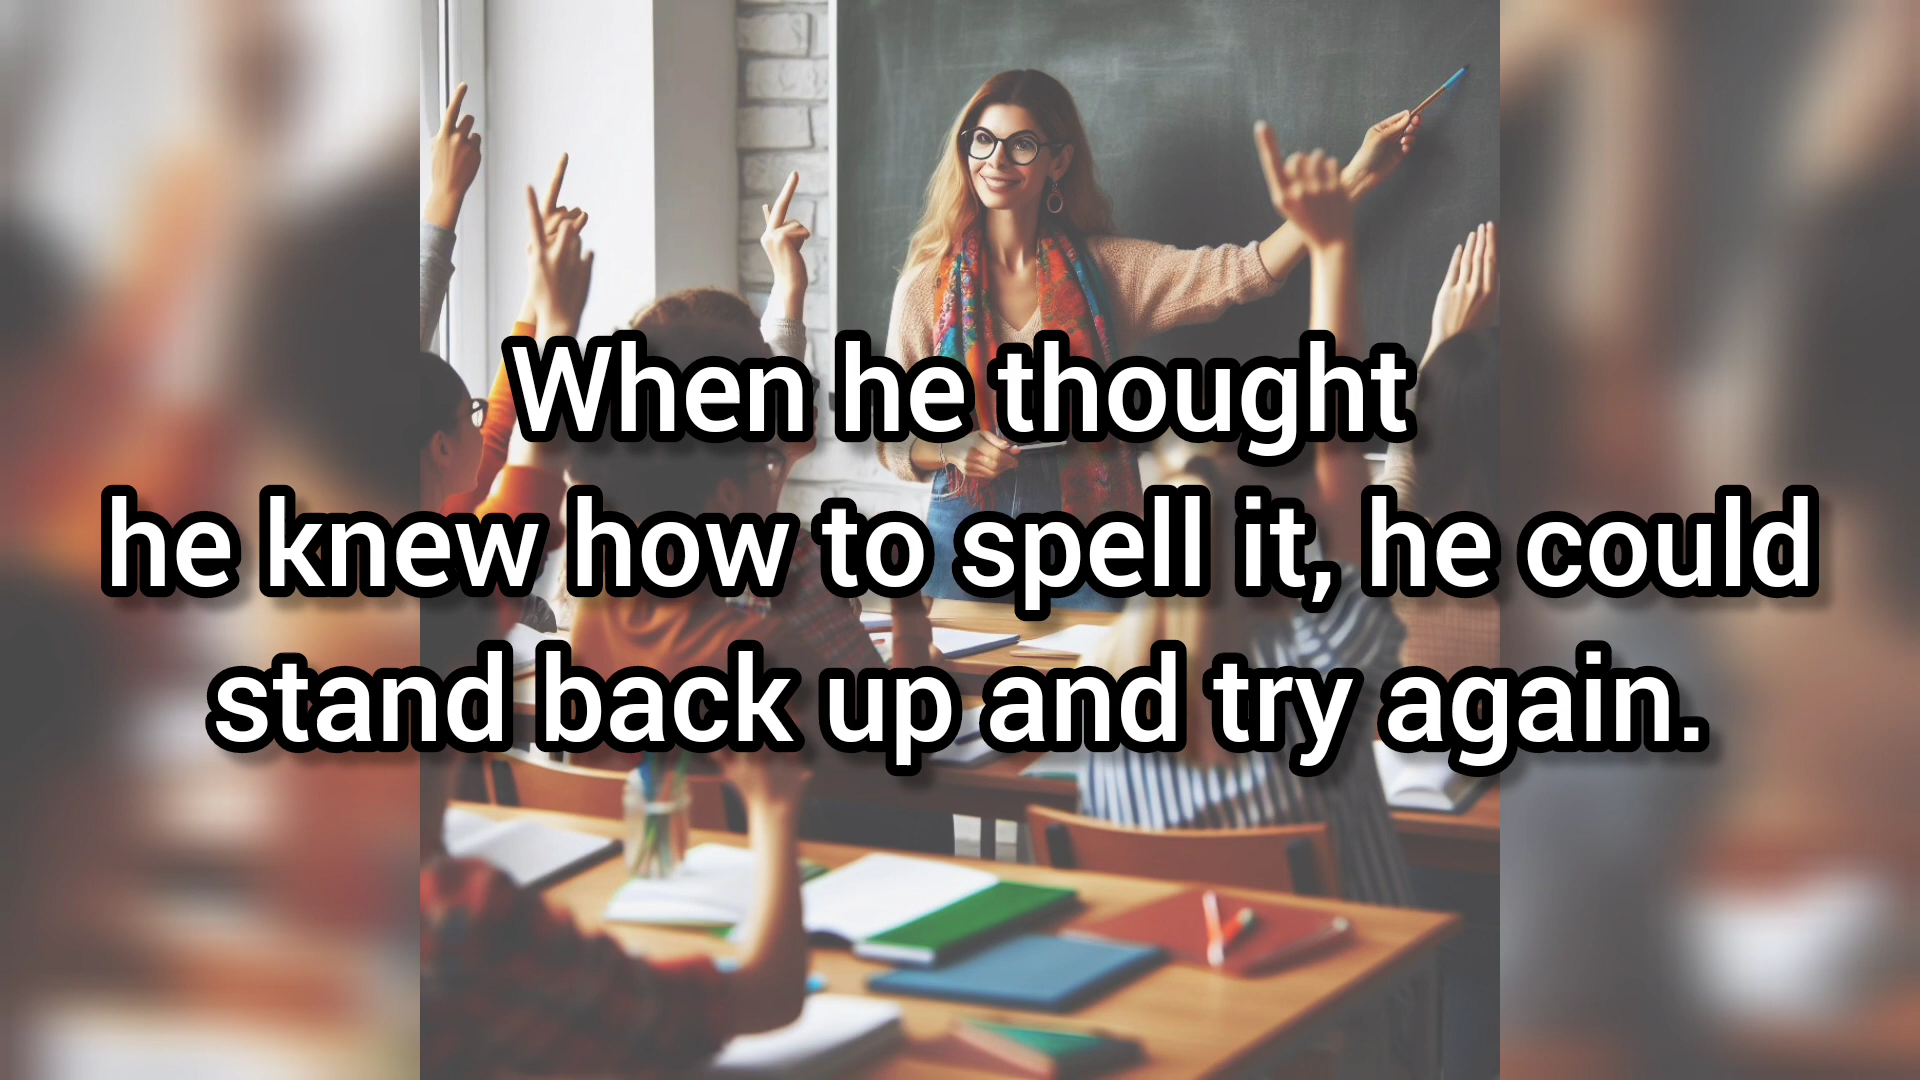 When he thought
he knew how to spell it, he could
stand back up and try again.